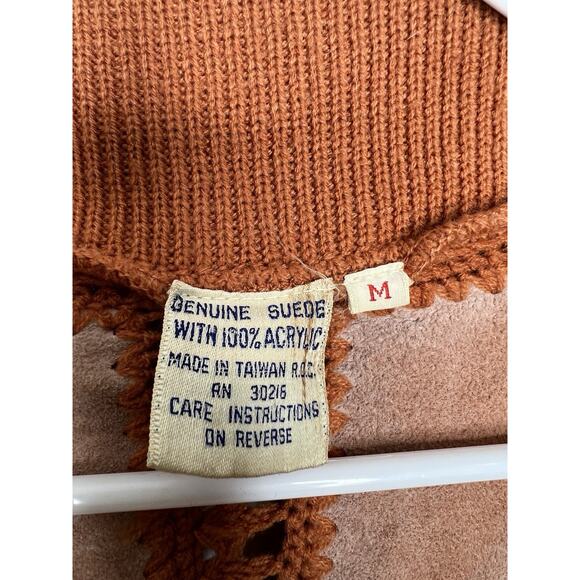 GENUINE SUEDE
WITH 100% ACRYLIC
MADE IN TAIWAN R.O.C.
RN 30216
CARE INSTRUCTIONS
ON REVERSE
M